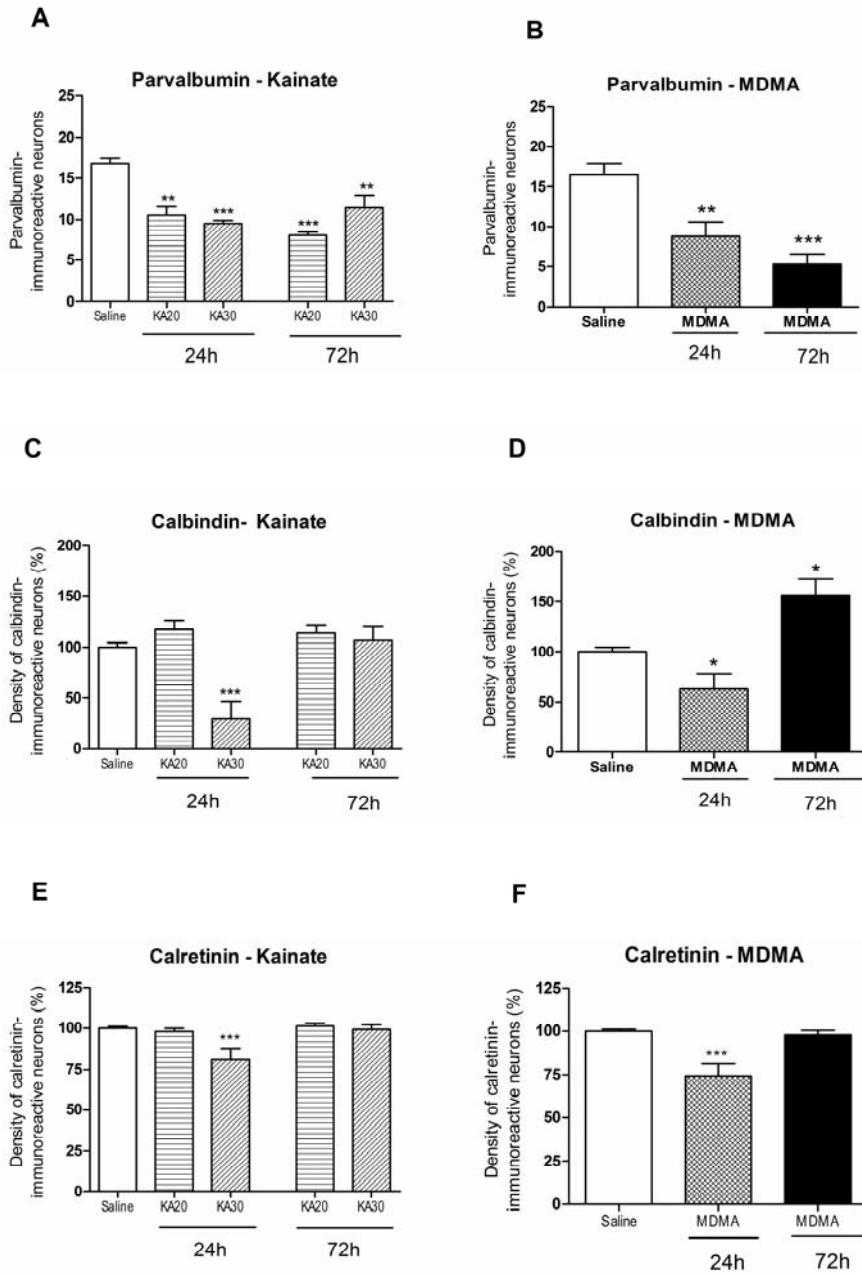 A
Parvalbumin - Kainate
Parvalbumin-
immunoreactive neurons
25
20
15
10
5
0
**
***
***
**
Saline
KA20
KA30
KA20
KA30
24h
72h
B
Parvalbumin - MDMA
Parvalbumin-
immunoreactive neurons
25
20
15
10
5
0
**
***
Saline
MDMA
MDMA
24h
72h
C
Calbindin- Kainate
Density of calbindin-
immunoreactive neurons (%)
200
150
100
50
0
***
Saline
KA20
KA30
KA20
KA30
24h
72h
D
Calbindin - MDMA
Density of calbindin-
immunoreactive neurons (%)
200
150
100
50
0
*
*
Saline
MDMA
MDMA
24h
72h
E
Calretinin - Kainate
Density of calretinin-
immunoreactive neurons (%)
125
100
75
50
25
0
***
Saline
KA20
KA30
KA20
KA30
24h
72h
F
Calretinin - MDMA
Density of calretinin-
immunoreactive neurons (%)
125
100
75
50
25
0
***
Saline
MDMA
MDMA
24h
72h